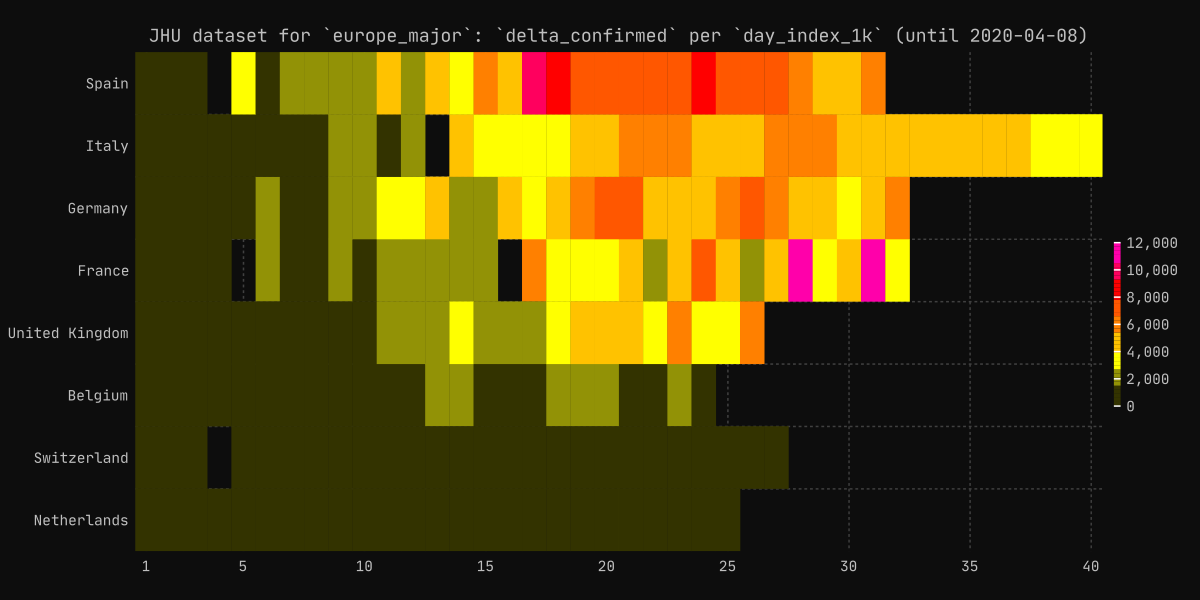 JHU dataset for `europe_major`: `delta_confirmed` per `day_index_1k` (until 2020-04-08)
Spain
Italy
Germany
France
United Kingdom
Belgium
Switzerland
Netherlands
12,000
10,000
8,000
6,000
4,000
2,000
0
1 5 10 15 20 25 30 35 40